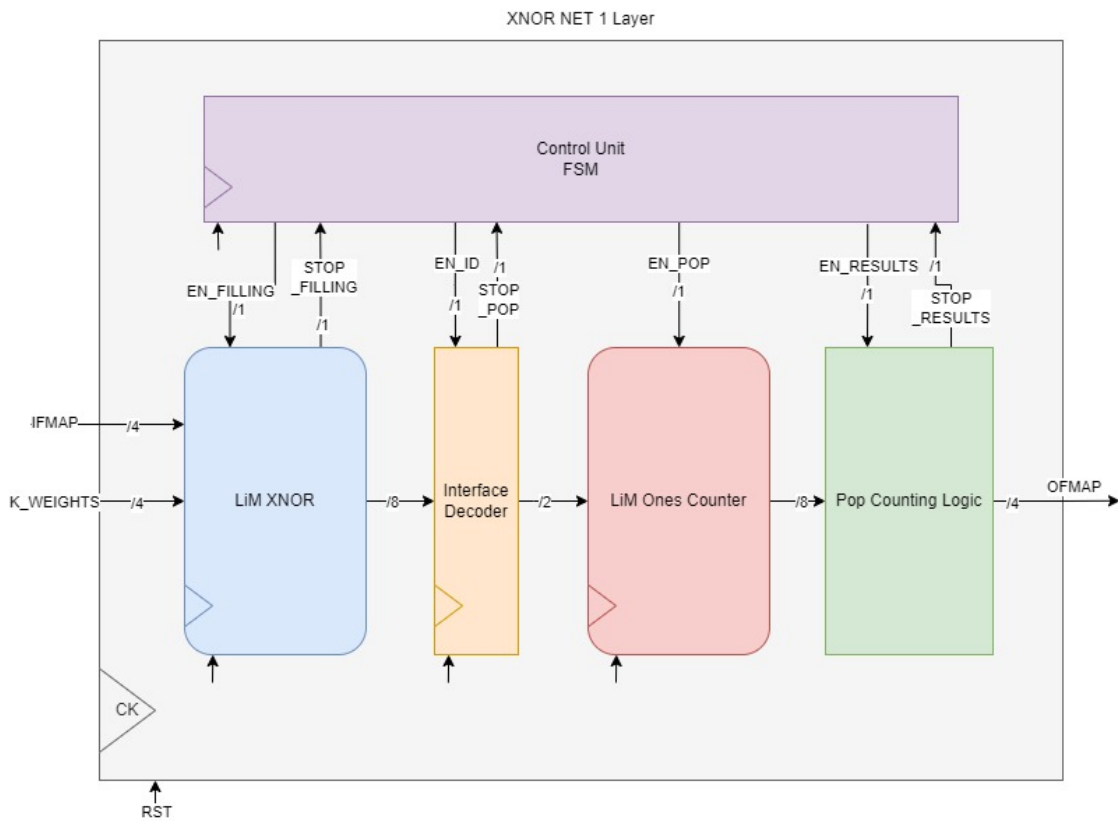 XNOR NET 1 Layer
Control Unit
FSM
EN_FILLING
/1
STOP
_FILLING
/1
EN_ID
/1
/1
STOP
_POP
EN_POP
/1
EN_RESULTS
/1
/1
STOP
_RESULTS
IFMAP
/4
K_WEIGHTS
/4
LiM XNOR
/8
Interface
Decoder
/2
LiM Ones Counter
/8
Pop Counting Logic
/4
OFMAP
CK
RST